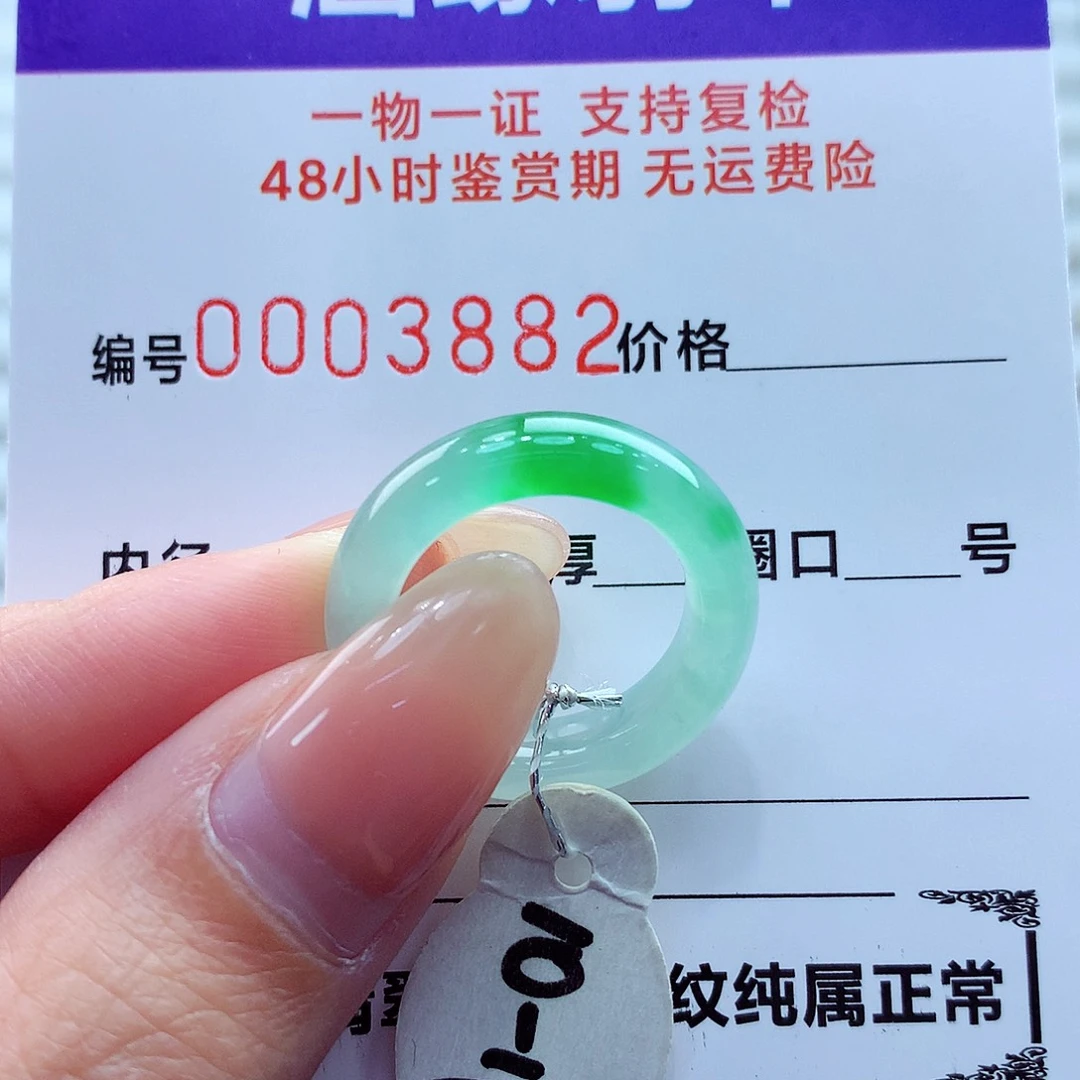 一物一证 支持复检
48小时鉴赏期 无运费险
编号0003882价格
内径 厚 圈口 号
纹纯属正常